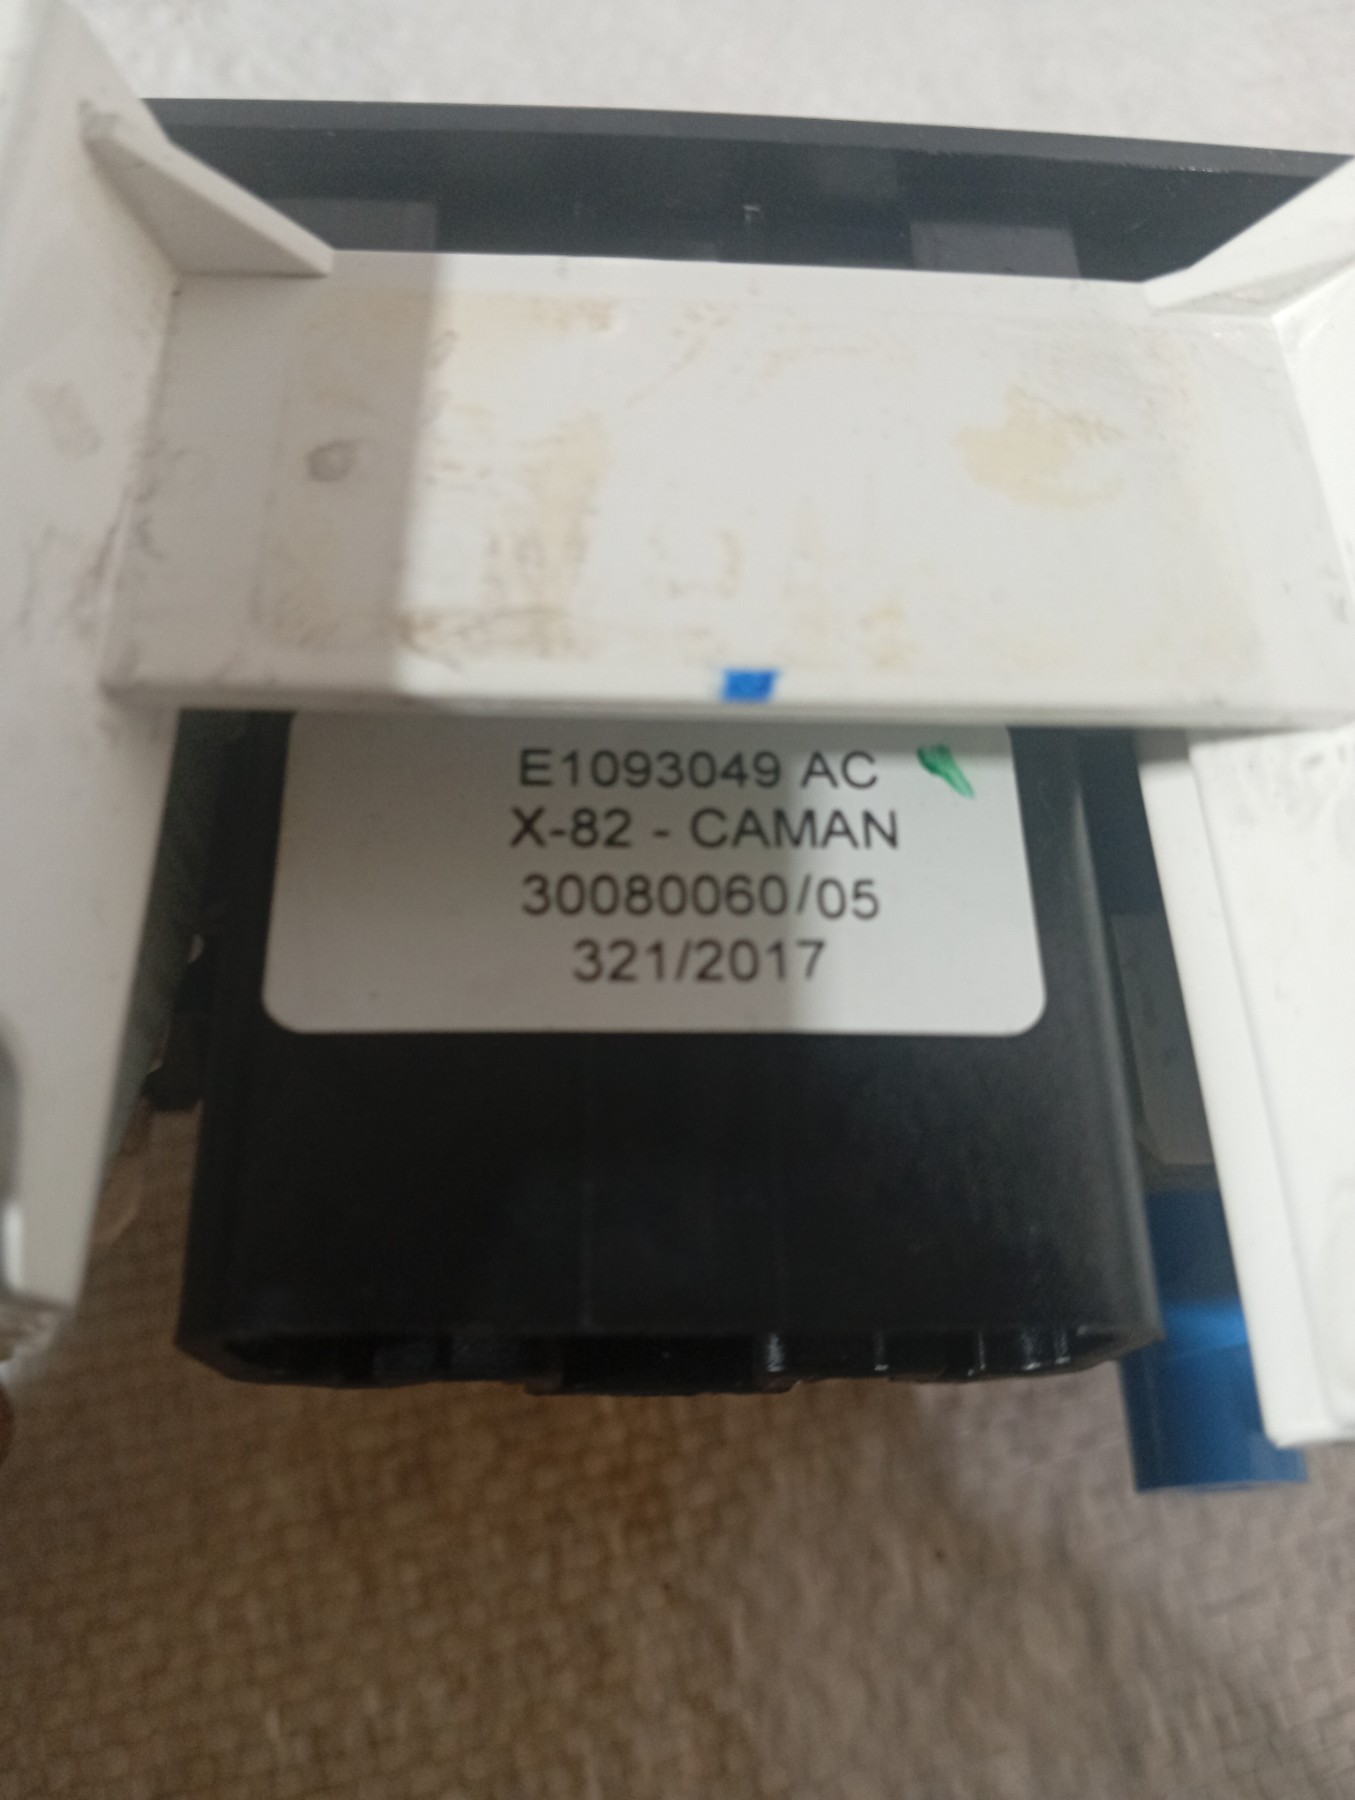 E1093049 AC
X-82 - CAMAN
30080060/05
321/2017